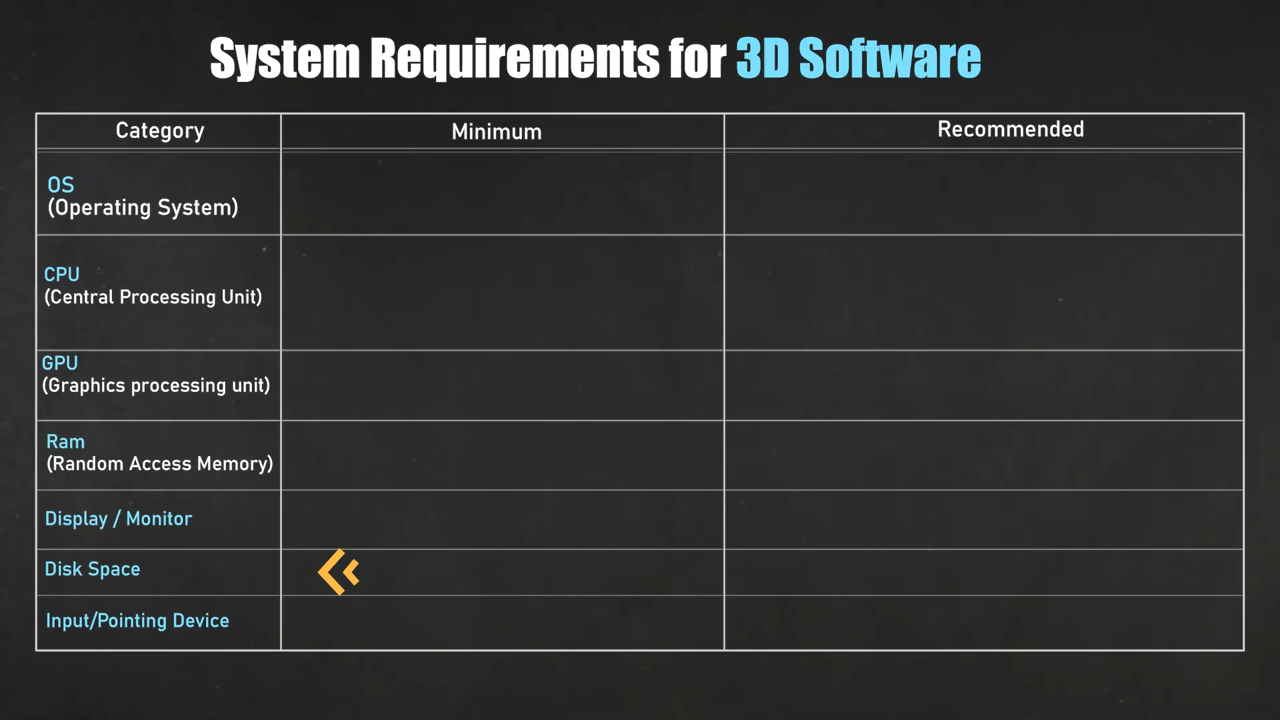 System Requirements for 3D Software
Category Minimum Recommended
OS
(Operating System)
CPU
(Central Processing Unit)
GPU
(Graphics processing unit)
Ram
(Random Access Memory)
Display / Monitor
Disk Space
Input/Pointing Device